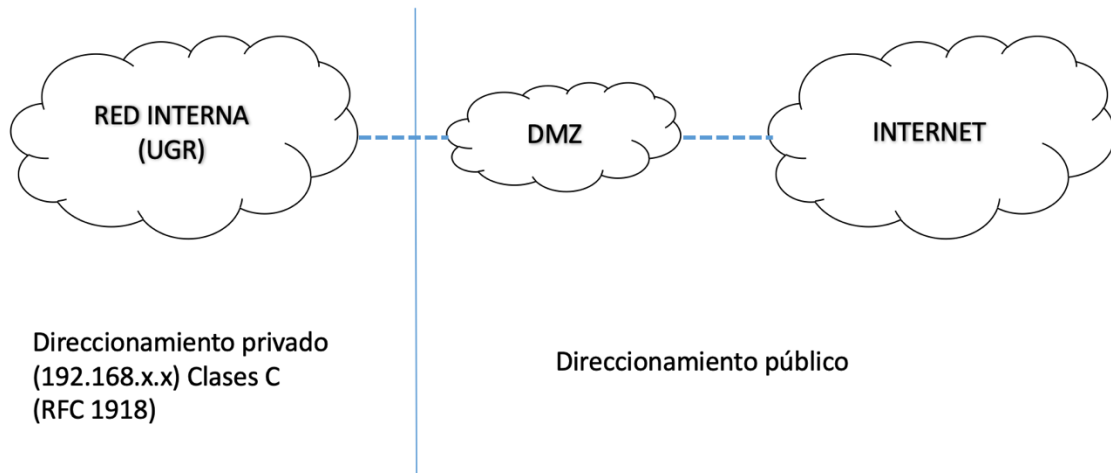 RED INTERNA
(UGR)
DMZ
INTERNET
Direccionamiento privado
(192.168.x.x) Clases C
(RFC 1918)
Direccionamiento público